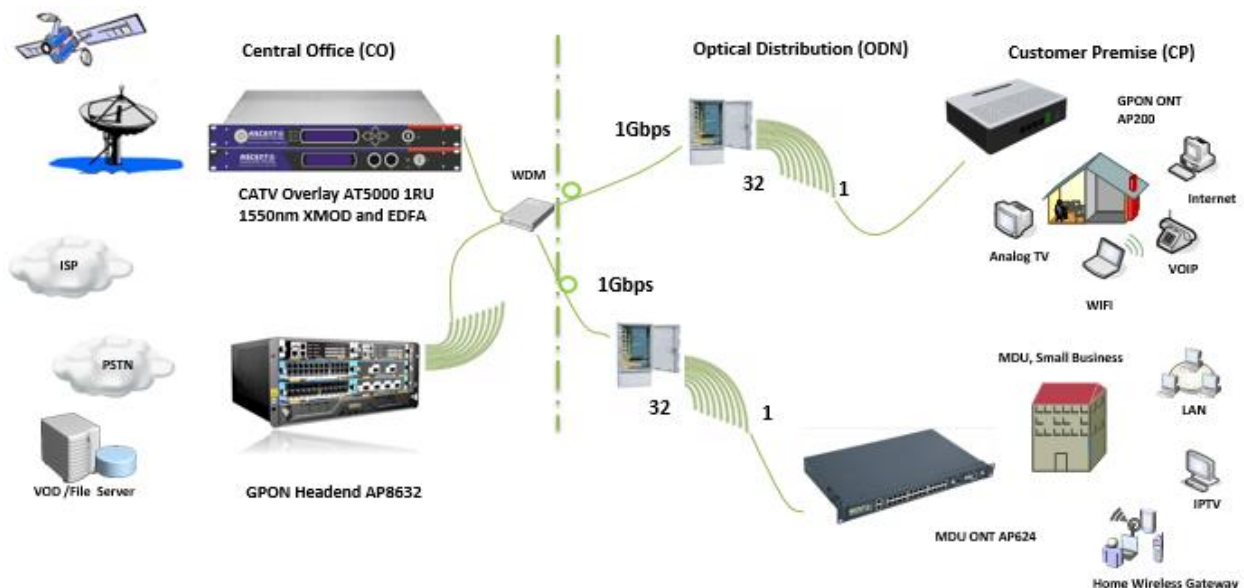 Central Office (CO)
Optical Distribution (ODN)
Customer Premise (CP)
ASCENT
ASCENT
CATV Overlay AT5000 1RU
1550nm XMOD and EDFA
WDM
1Gbps
32
1
GPON ONT
AP200
Internet
Analog TV
VOIP
WIFI
ISP
1Gbps
PSTN
32
1
MDU, Small Business
LAN
VOD /File Server
GPON Headend AP8632
IPTV
MDU ONT AP624
Home Wireless Gateway